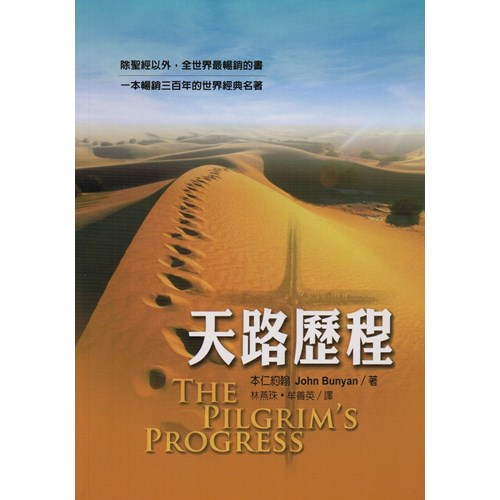 除聖經以外，全世界最暢銷的書
一本暢銷三百年的世界經典名著
天路歷程
本仁約翰 John Bunyan／著
林燕珠・牟善英／譯
THE
PILGRIM'S
PROGRESS